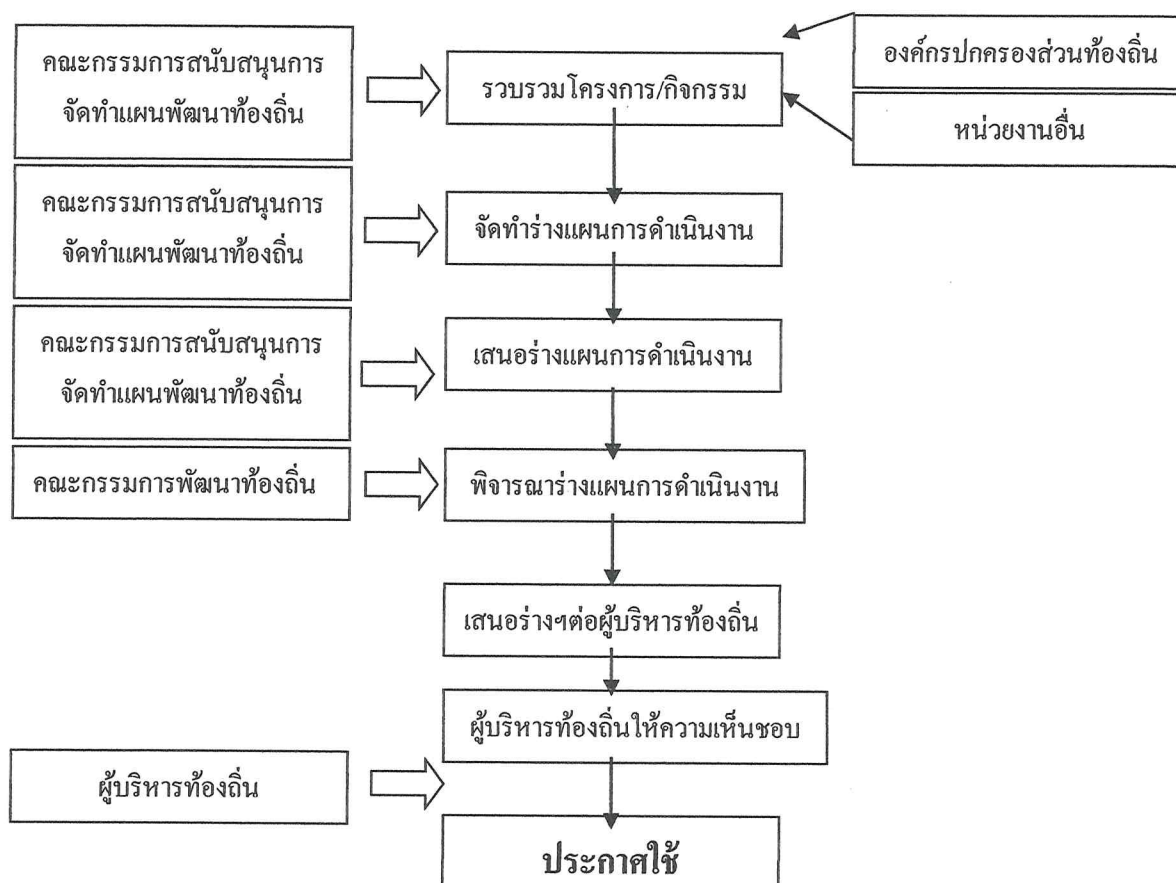 คณะกรรมการสนับสนุนการ
จัดทำแผนพัฒนาท้องถิ่น
รวบรวมโครงการ/กิจกรรม
องค์กรปกครองส่วนท้องถิ่น
หน่วยงานอื่น
คณะกรรมการสนับสนุนการ
จัดทำแผนพัฒนาท้องถิ่น
จัดทำร่างแผนการดำเนินงาน
คณะกรรมการสนับสนุนการ
จัดทำแผนพัฒนาท้องถิ่น
เสนอร่างแผนการดำเนินงาน
คณะกรรมการพัฒนาท้องถิ่น
พิจารณาร่างแผนการดำเนินงาน
เสนอร่างฯต่อผู้บริหารท้องถิ่น
ผู้บริหารท้องถิ่นให้ความเห็นชอบ
ผู้บริหารท้องถิ่น
ประกาศใช้